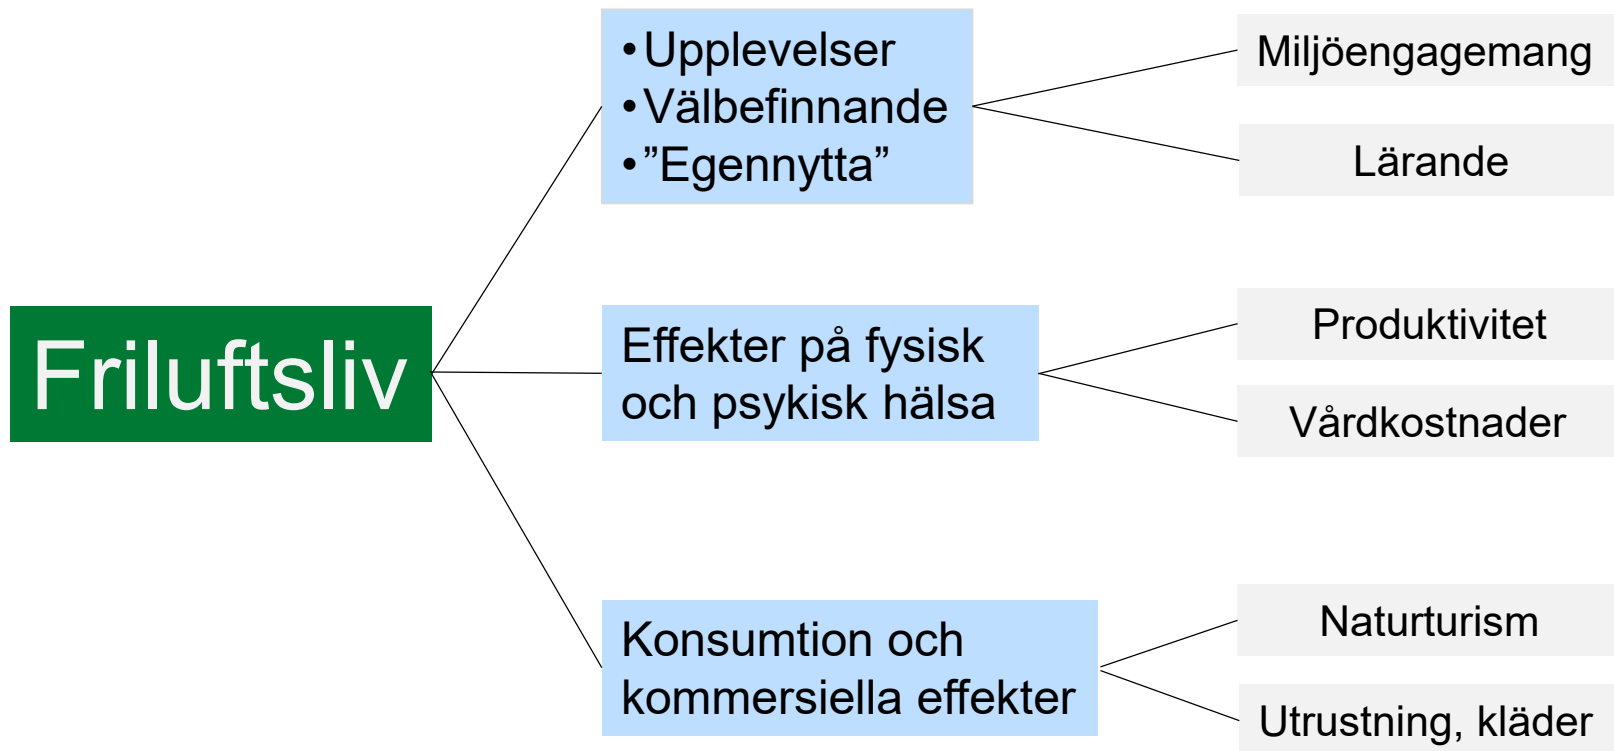 Friluftsliv
•Upplevelser
•Välbefinnande
•”Egennytta”
Miljöengagemang
Lärande
Effekter på fysisk
och psykisk hälsa
Produktivitet
Vårdkostnader
Konsumtion och
kommersiella effekter
Naturturism
Utrustning, kläder